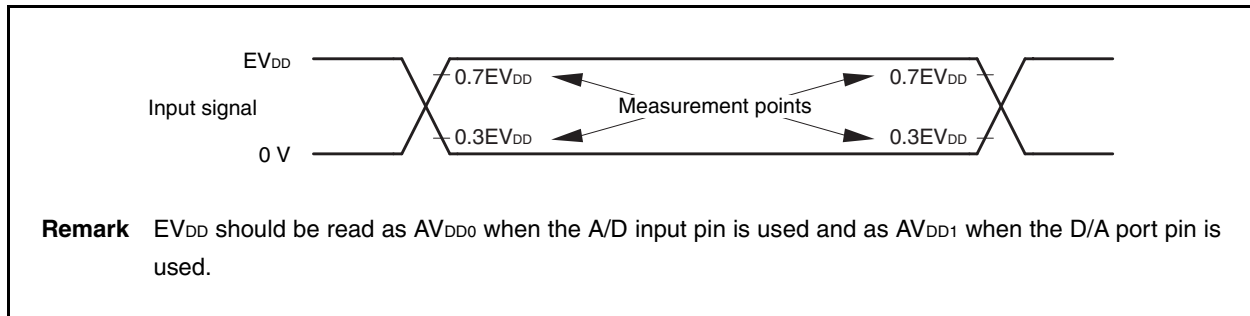 EVDD
0.7EVDD 0.7EVDD
Input signal Measurement points
0.3EVDD 0.3EVDD
0 V
Remark EVDD should be read as AVDD0 when the A/D input pin is used and as AVDD1 when the D/A port pin is
used.